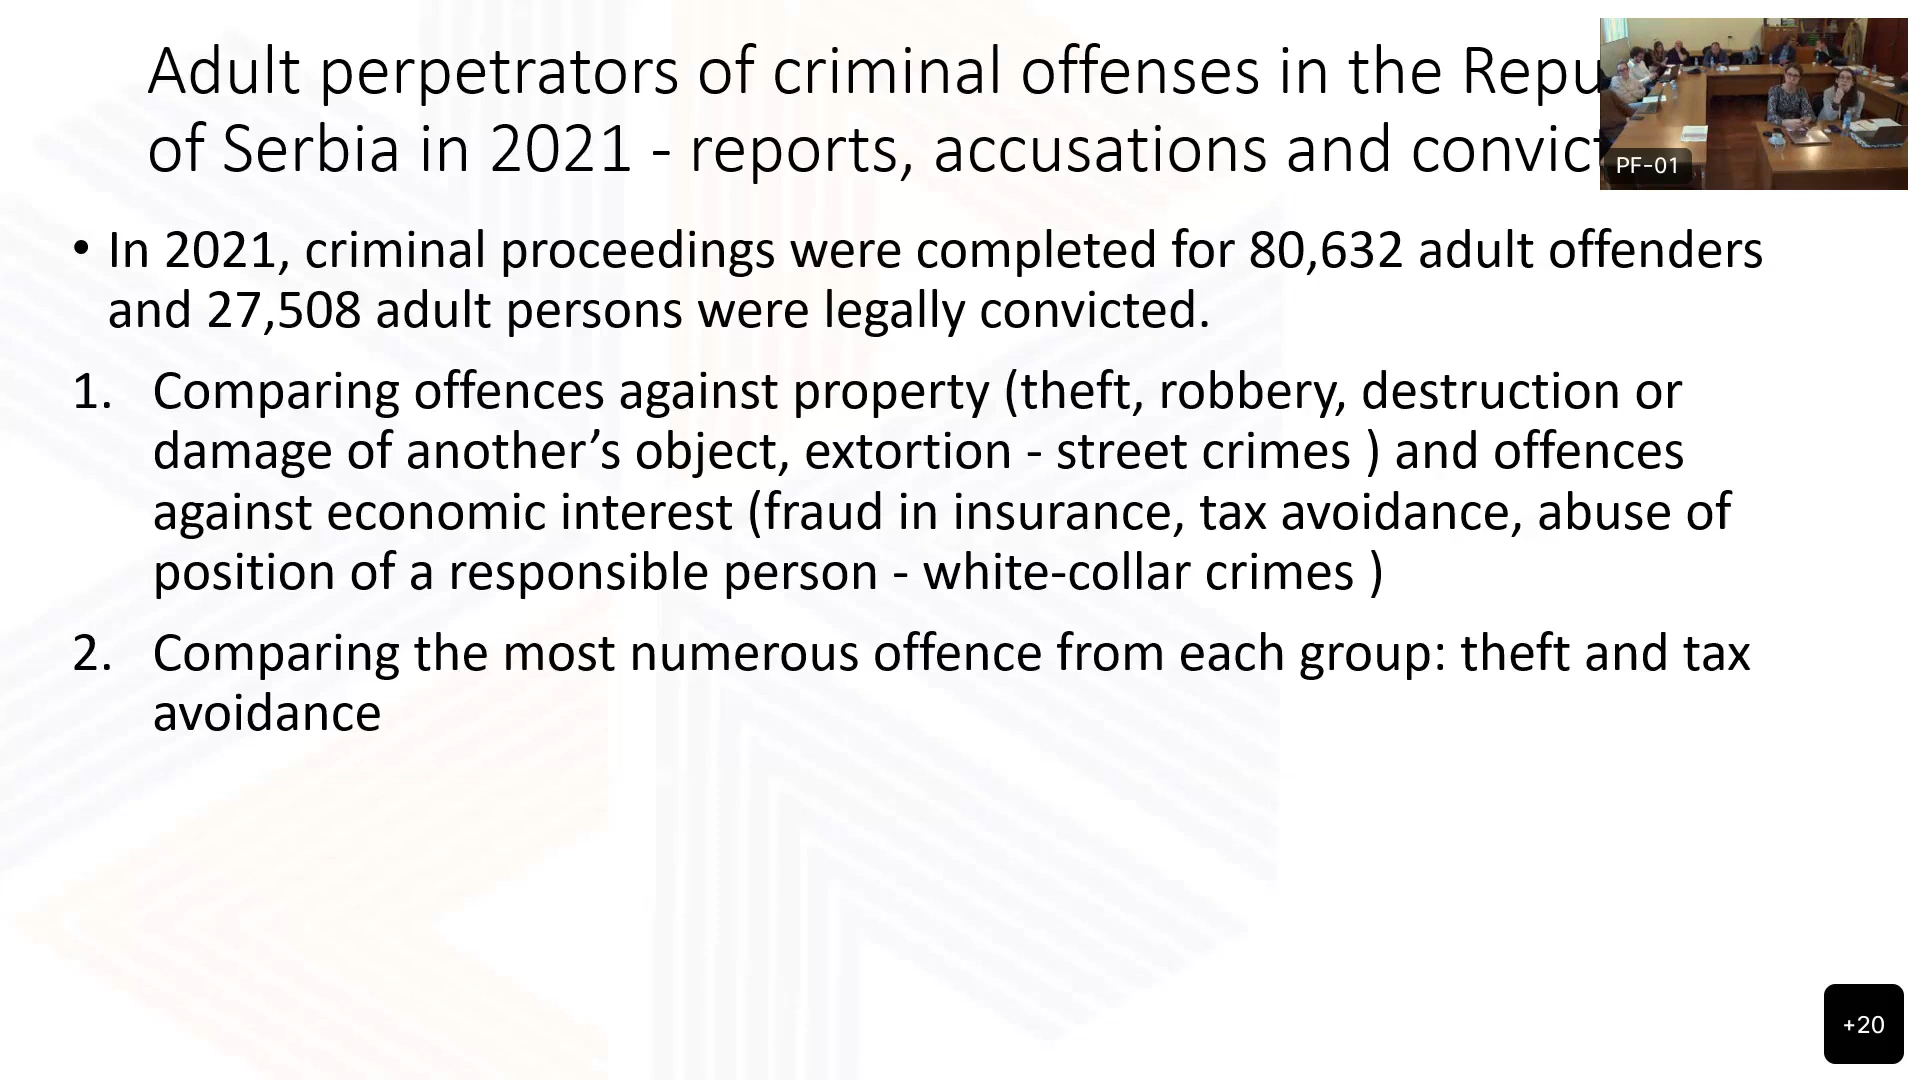 Adult perpetrators of criminal offenses in the Repu
of Serbia in 2021 - reports, accusations and convict
PF-01
• In 2021, criminal proceedings were completed for 80,632 adult offenders
and 27,508 adult persons were legally convicted.
1. Comparing offences against property (theft, robbery, destruction or
damage of another’s object, extortion - street crimes ) and offences
against economic interest (fraud in insurance, tax avoidance, abuse of
position of a responsible person - white-collar crimes )
2. Comparing the most numerous offence from each group: theft and tax
avoidance
+20